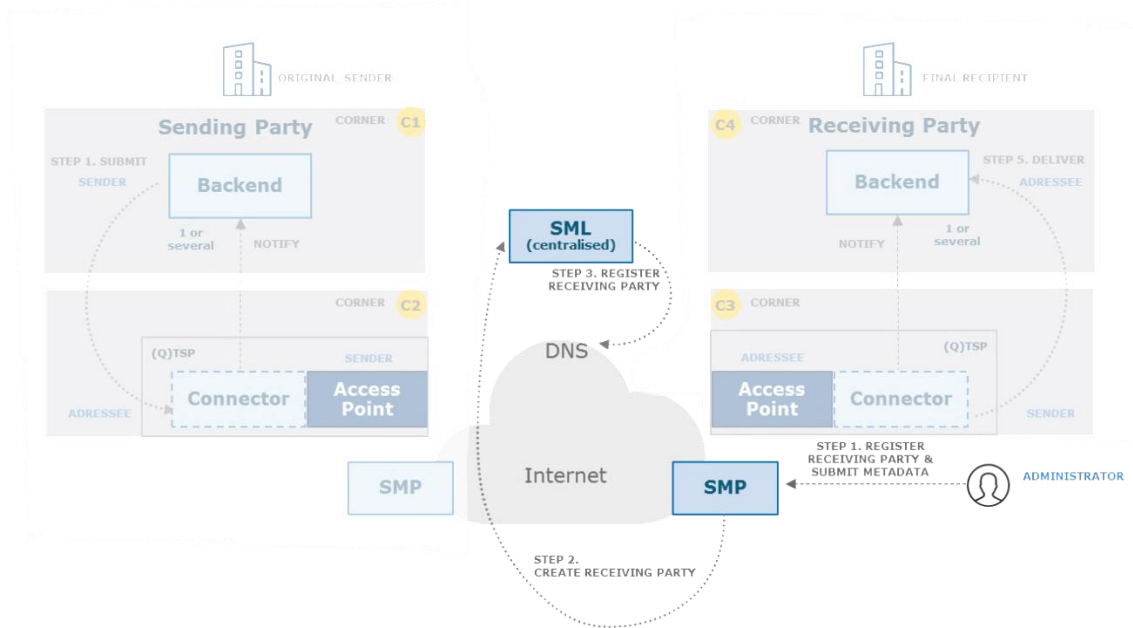 ORIGINAL SENDER
FINAL RECIPIENT
Sending Party
CORNER
C1
STEP 1. SUBMIT
SENDER
Backend
1 or
several
NOTIFY
C4
CORNER
Receiving Party
STEP 5. DELIVER
ADRESSEE
Backend
1 or
several
NOTIFY
SML
(centralised)
STEP 3. REGISTER
RECEIVING PARTY
CORNER
C2
(Q)TSP
SENDER
ADRESSEE
Connector
Access
Point
DNS
C3
CORNER
(Q)TSP
ADRESSEE
Access
Point
Connector
SENDER
Internet
SMP
SMP
STEP 1. REGISTER
RECEIVING PARTY &
SUBMIT METADATA
ADMINISTRATOR
STEP 2.
CREATE RECEIVING PARTY